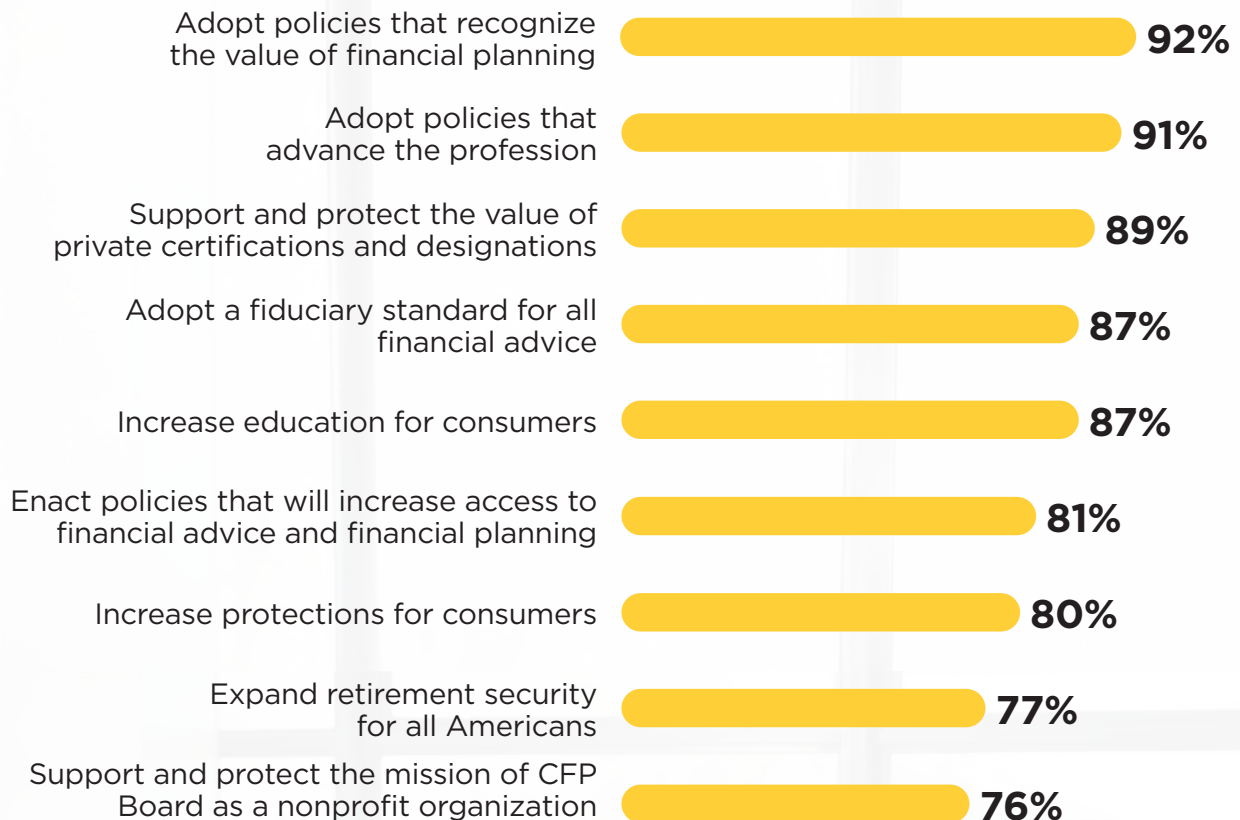 Adopt policies that recognize
the value of financial planning
92%
Adopt policies that
advance the profession
91%
Support and protect the value of
private certifications and designations
89%
Adopt a fiduciary standard for all
financial advice
87%
Increase education for consumers
87%
Enact policies that will increase access to
financial advice and financial planning
81%
Increase protections for consumers
80%
Expand retirement security
for all Americans
77%
Support and protect the mission of CFP
Board as a nonprofit organization
76%